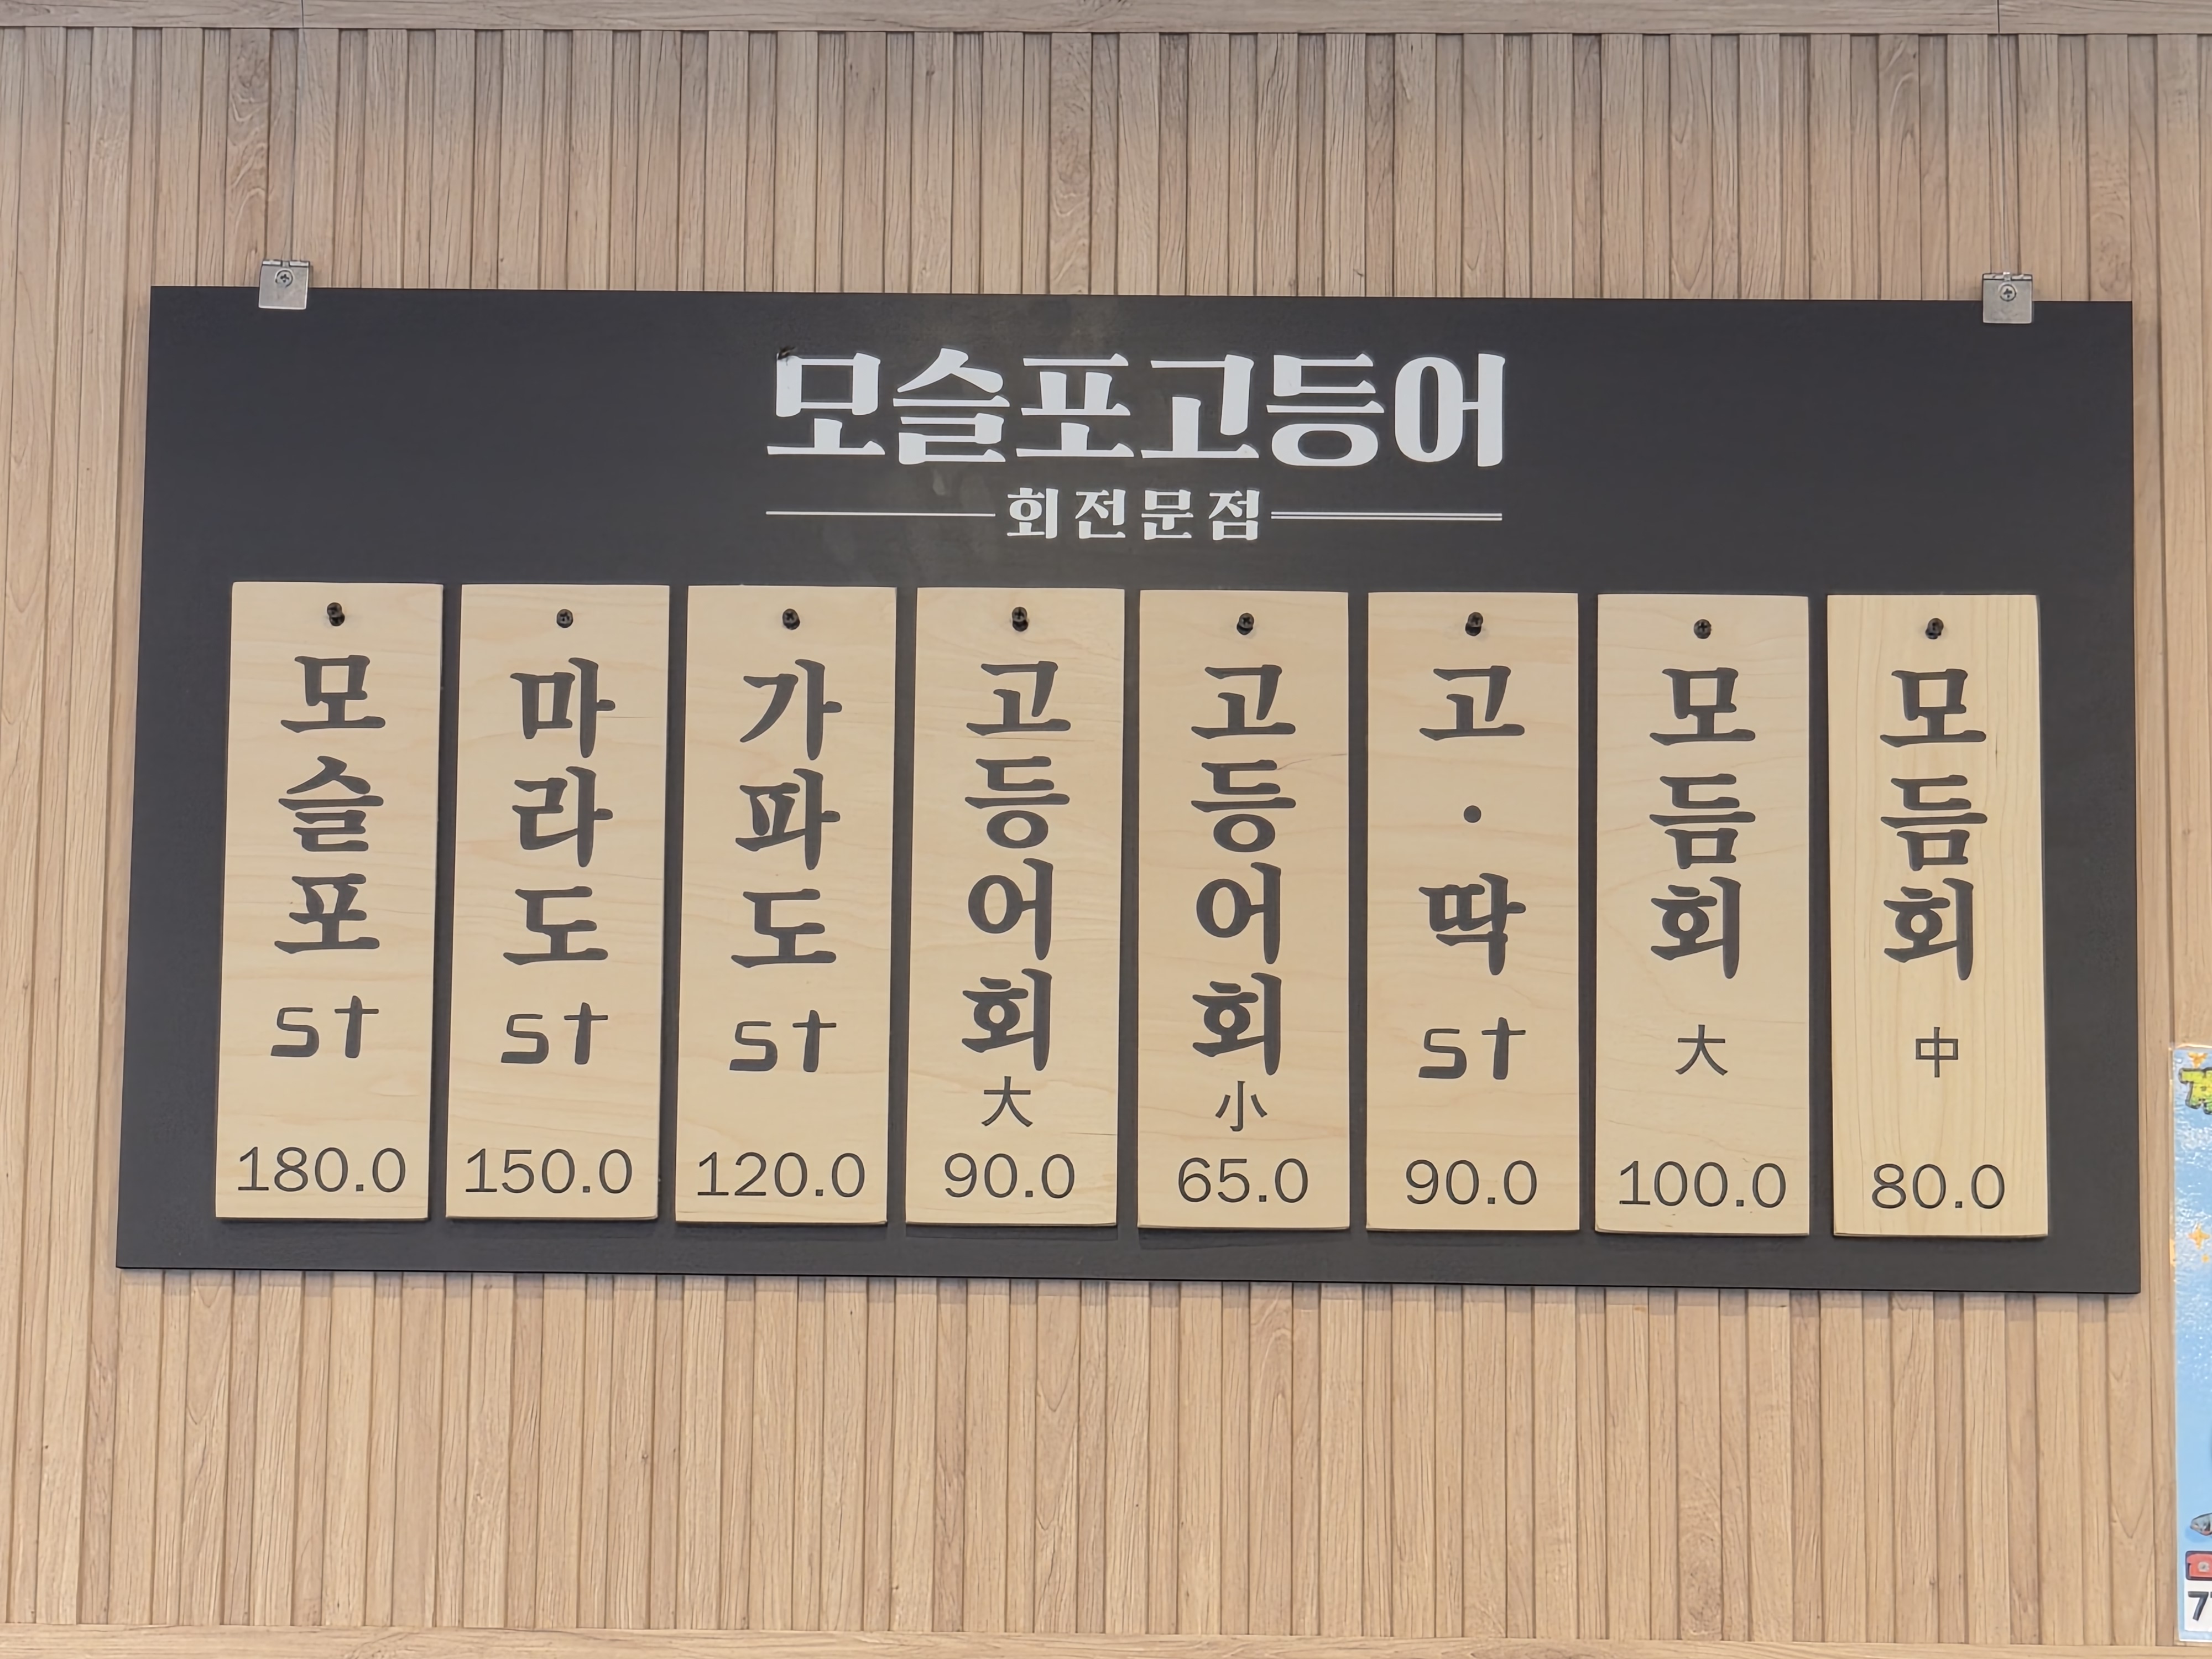 모슬포고등어
회전문점
모슬포 st
180.0
마라도 st
150.0
가파도 st
120.0
고등어회 大
90.0
고등어회 小
65.0
고·딱 st
90.0
모듬회 大
100.0
모듬회 中
80.0